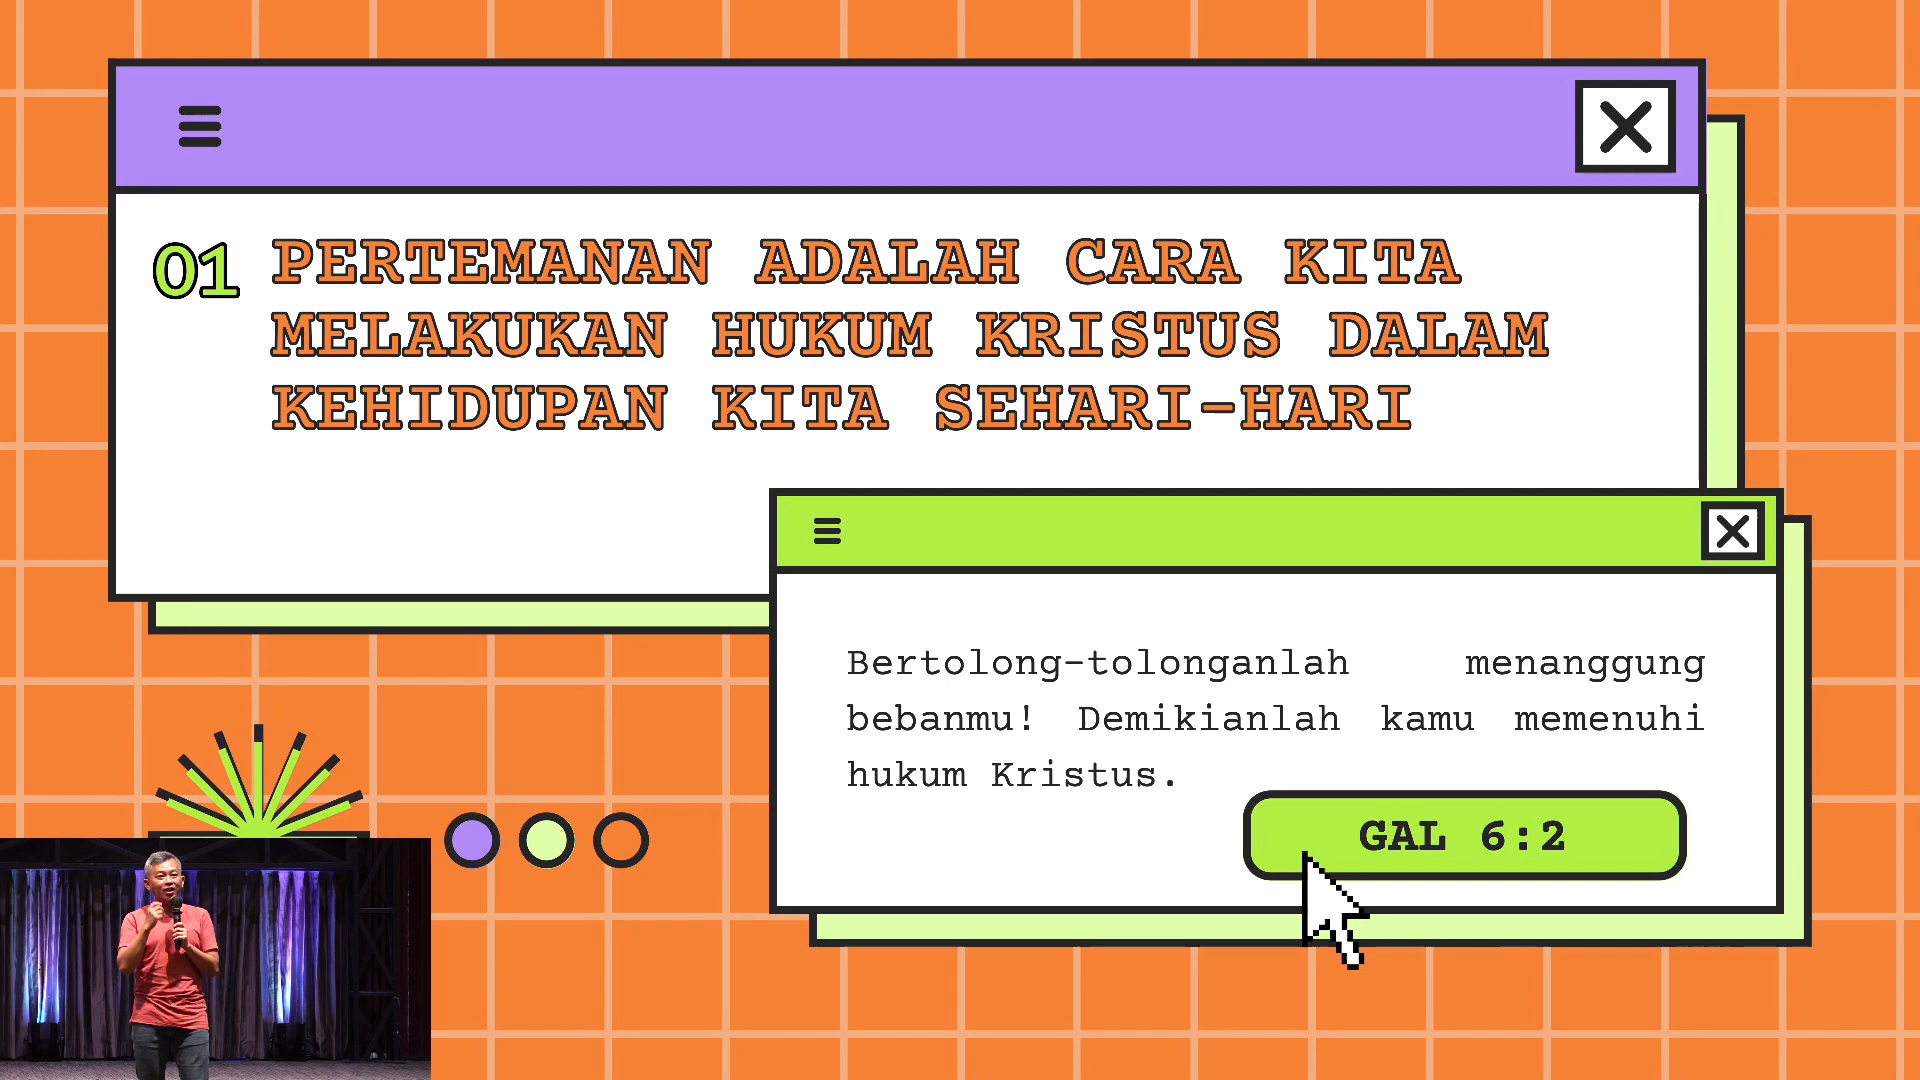 01 PERTEMANAN ADALAH CARA KITA
MELAKUKAN HUKUM KRISTUS DALAM
KEHIDUPAN KITA SEHARI-HARI
Bertolong-tolonganlah menanggung
bebanmu! Demikianlah kamu memenuhi
hukum Kristus.
GAL 6:2